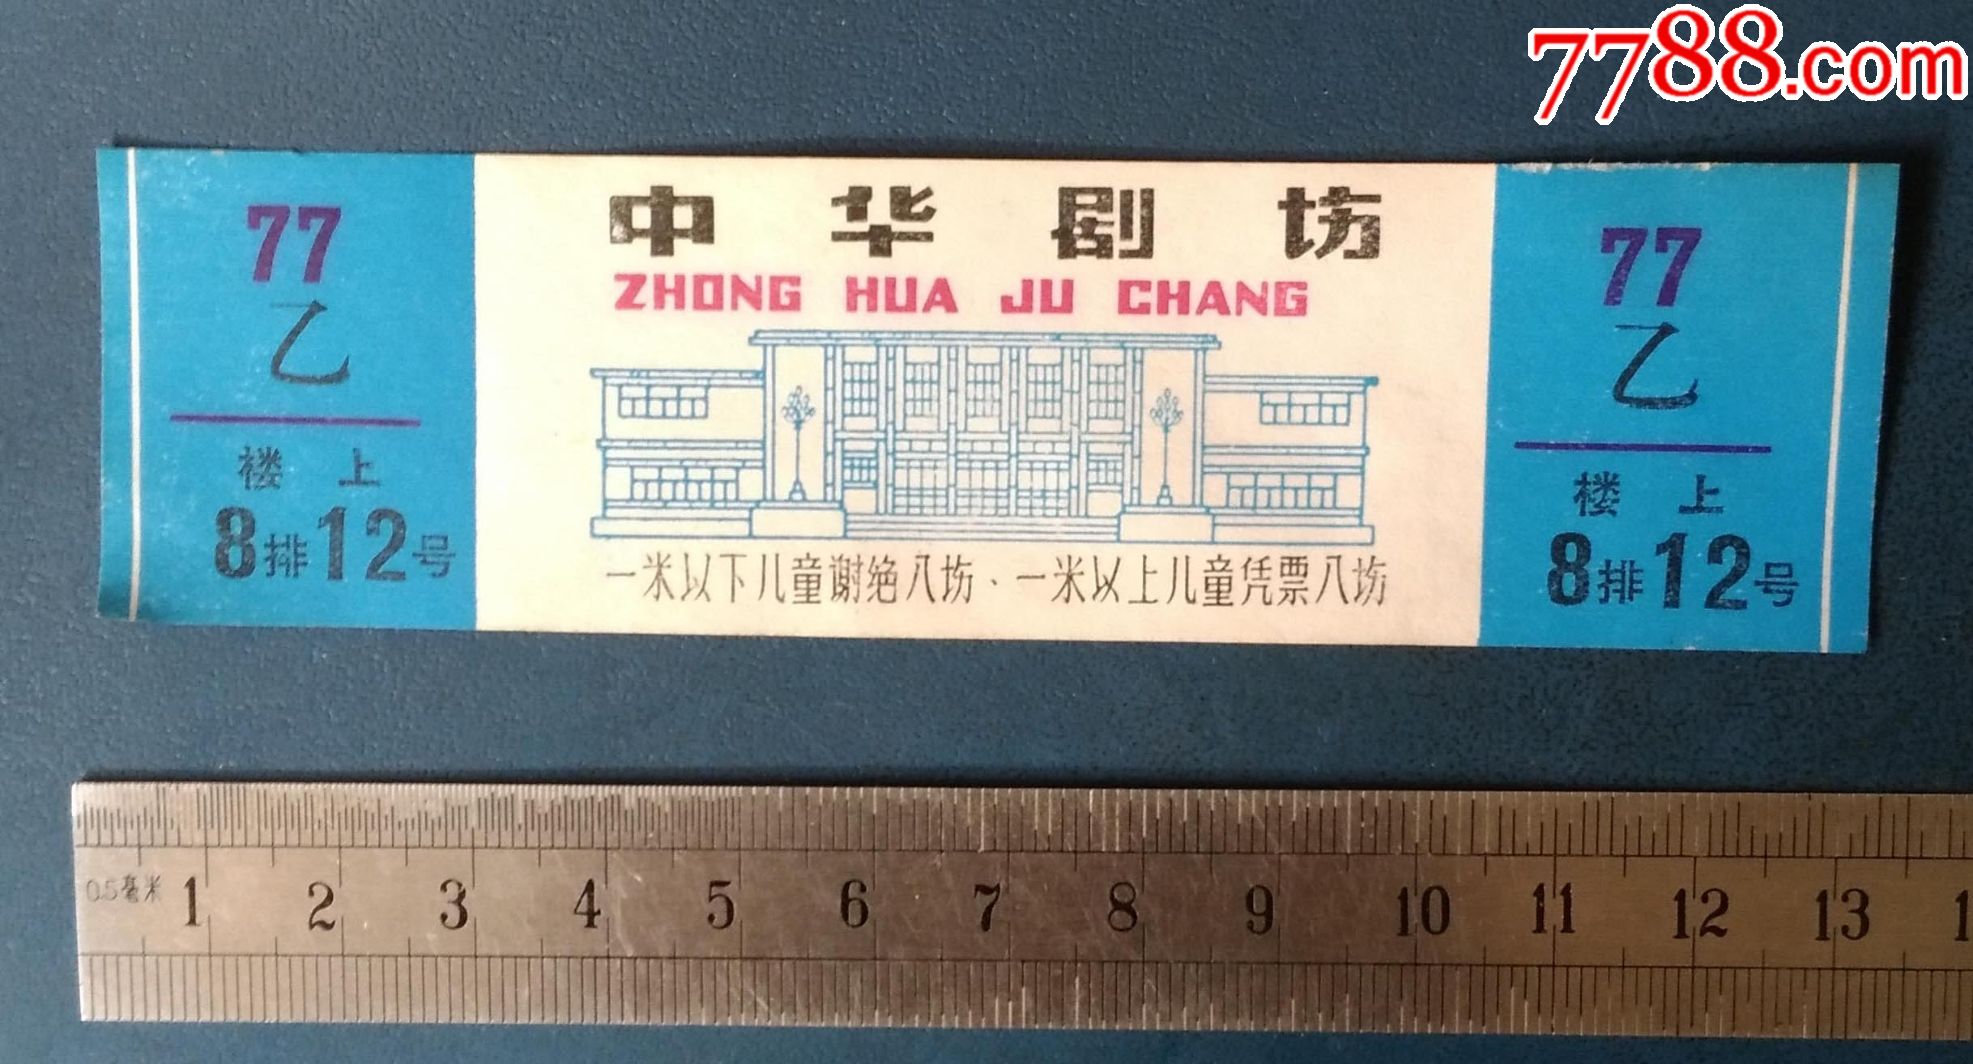 7788.com
77
乙
楼上
8排12号
中华剧场
ZHONG HUA JU CHANG
一米以下儿童谢绝入场、一米以上儿童凭票入场
77
乙
楼上
8排12号
0.5毫米 1 2 3 4 5 6 7 8 9 10 11 12 13 1